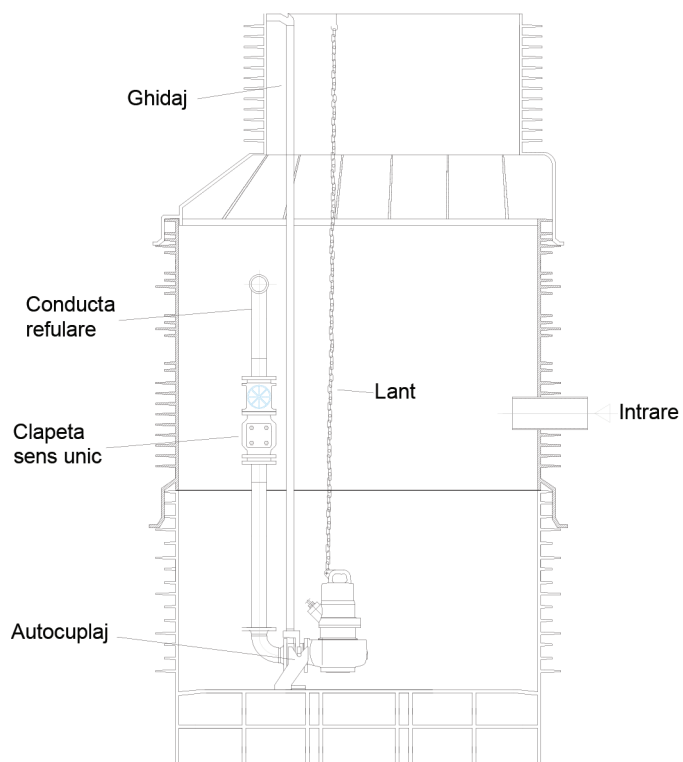 Ghidaj
Conducta
refulare
Lant
Intrare
Clapeta
sens unic
Autocuplaj